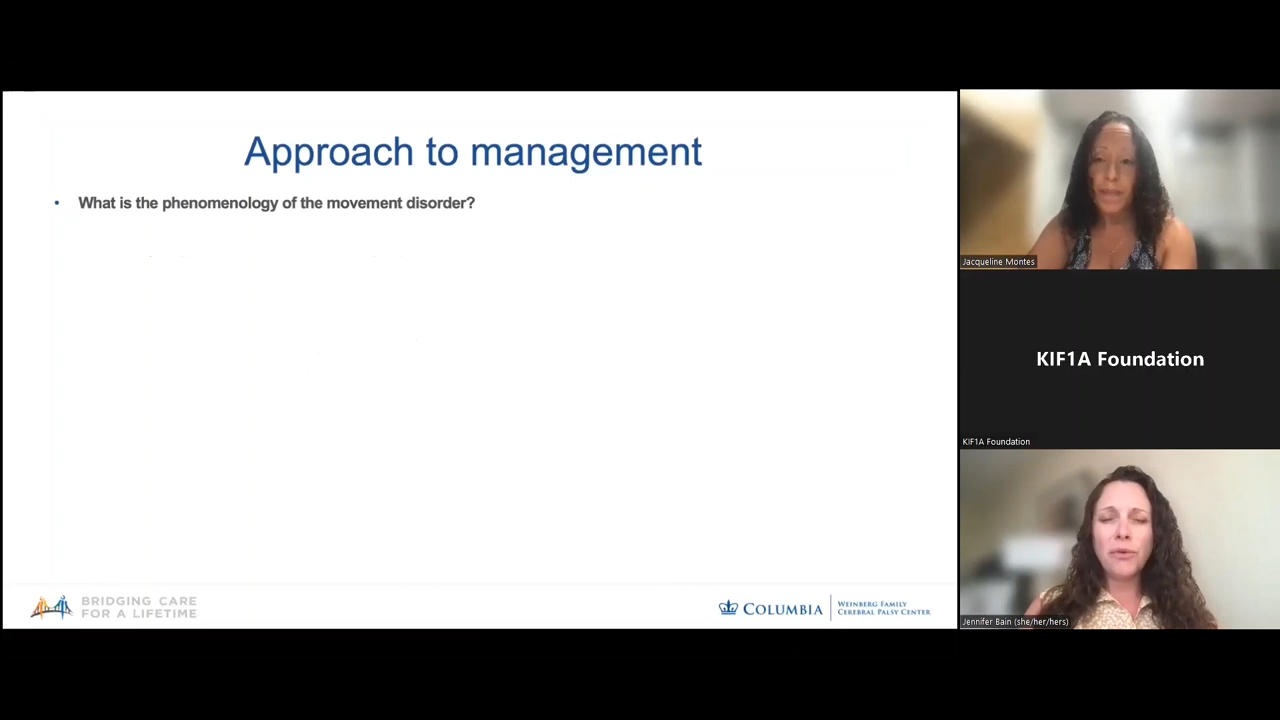 Approach to management
• What is the phenomenology of the movement disorder?
BRIDGING CARE
FOR A LIFETIME
COLUMBIA
WEINBERG FAMILY
CEREBRAL PALSY CENTER
Jacqueline Montes
KIF1A Foundation
KIF1A Foundation
Jennifer Bain (she/her/hers)